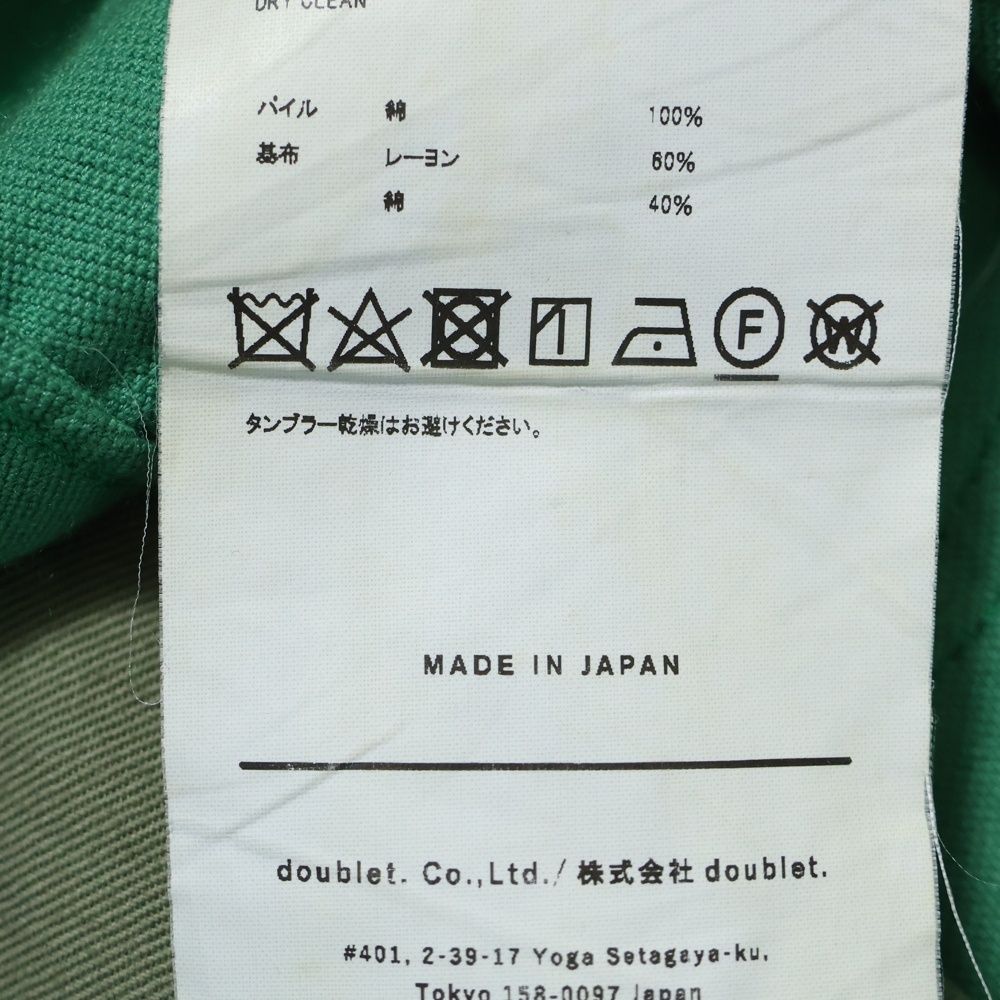 DRY CLEAN
パイル 綿 100%
基布 レーヨン 60%
綿 40%
F W
タンブラー乾燥はお避けください。
MADE IN JAPAN
doublet. Co.,Ltd./ 株式会社 doublet.
#401, 2-39-17 Yoga Setagaya-ku,
Tokyo 158-0097 Japan